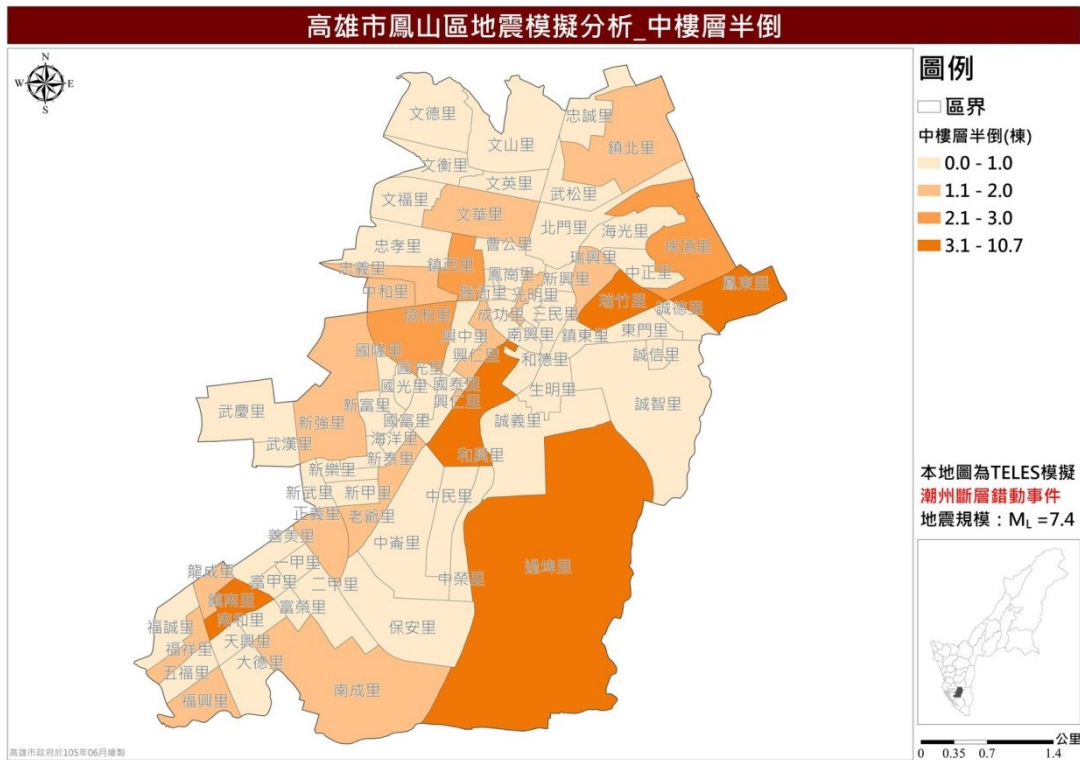 高雄市鳳山區地震模擬分析_中樓層半倒
N
W
E
S
圖例
區界
中樓層半倒(棟)
0.0 - 1.0
1.1 - 2.0
2.1 - 3.0
3.1 - 10.7
文德里
忠誠里
文山里
鎮北里
文衡里
文英里
武松里
文福里
文華里
北門里
海光里
忠孝里
曹公里
瑞興里
忠義里
鎮西里
鳳崗里
新興里
中正里
鳳東里
中和里
光明里
瑞竹里
誠德里
協和里
成功里
三民里
興中里
南興里
鎮東里
東門里
國隆里
興仁里
和德里
誠信里
國光里
國光里
國泰里
生明里
誠智里
武慶里
新富里
興仁里
新強里
國富里
誠義里
武漢里
海洋里
和興里
新泰里
新樂里
新武里
新甲里
中民里
正義里
老爺里
善美里
中崙里
過埤里
一甲里
龍成里
富甲里
二甲里
中榮里
富榮里
福誠里
保安里
天興里
福祥里
大德里
五福里
南成里
福興里
本地圖為TELES模擬
潮州斷層錯動事件
地震規模：ML =7.4
公里
0 0.35 0.7 1.4
高雄市政府於105年06月繪製